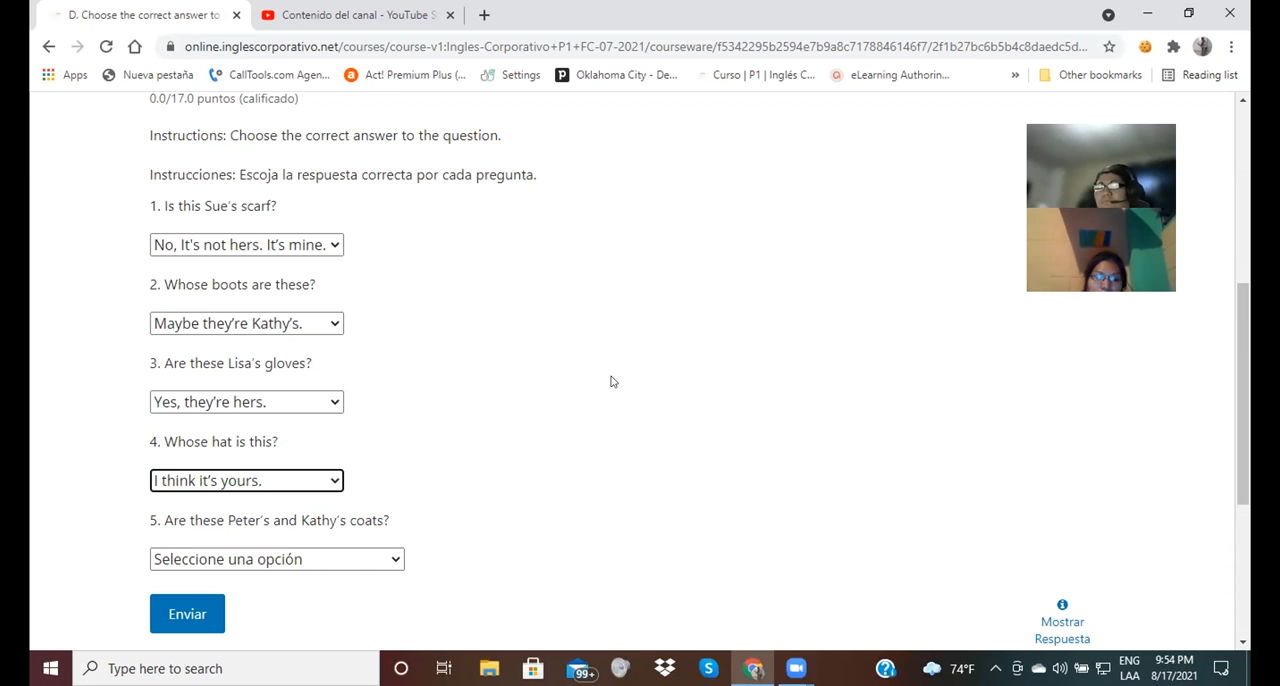 D. Choose the correct answer to
Contenido del canal - YouTube S
online.inglescorporativo.net/courses/course-v1:Ingles-Corporativo+P1+FC-07-2021/courseware/f5342295b2594e7b9a8c7178846146f7/2f1b27bc6b5b4c8daedc5d...
Apps
Nueva pestaña
CallTools.com Agen...
Act! Premium Plus (...
Settings
Oklahoma City - De...
Curso | P1 | Inglés C...
eLearning Authorin...
»
Other bookmarks
Reading list
0.0/17.0 puntos (calificado)
Instructions: Choose the correct answer to the question.
Instrucciones: Escoja la respuesta correcta por cada pregunta.
1. Is this Sue's scarf?
No, It's not hers. It's mine.
2. Whose boots are these?
Maybe they're Kathy's.
3. Are these Lisa's gloves?
Yes, they're hers.
4. Whose hat is this?
I think it's yours.
5. Are these Peter's and Kathy's coats?
Seleccione una opción
Enviar
Mostrar
Respuesta
Type here to search
99+
74°F
ENG
LAA
9:54 PM
8/17/2021